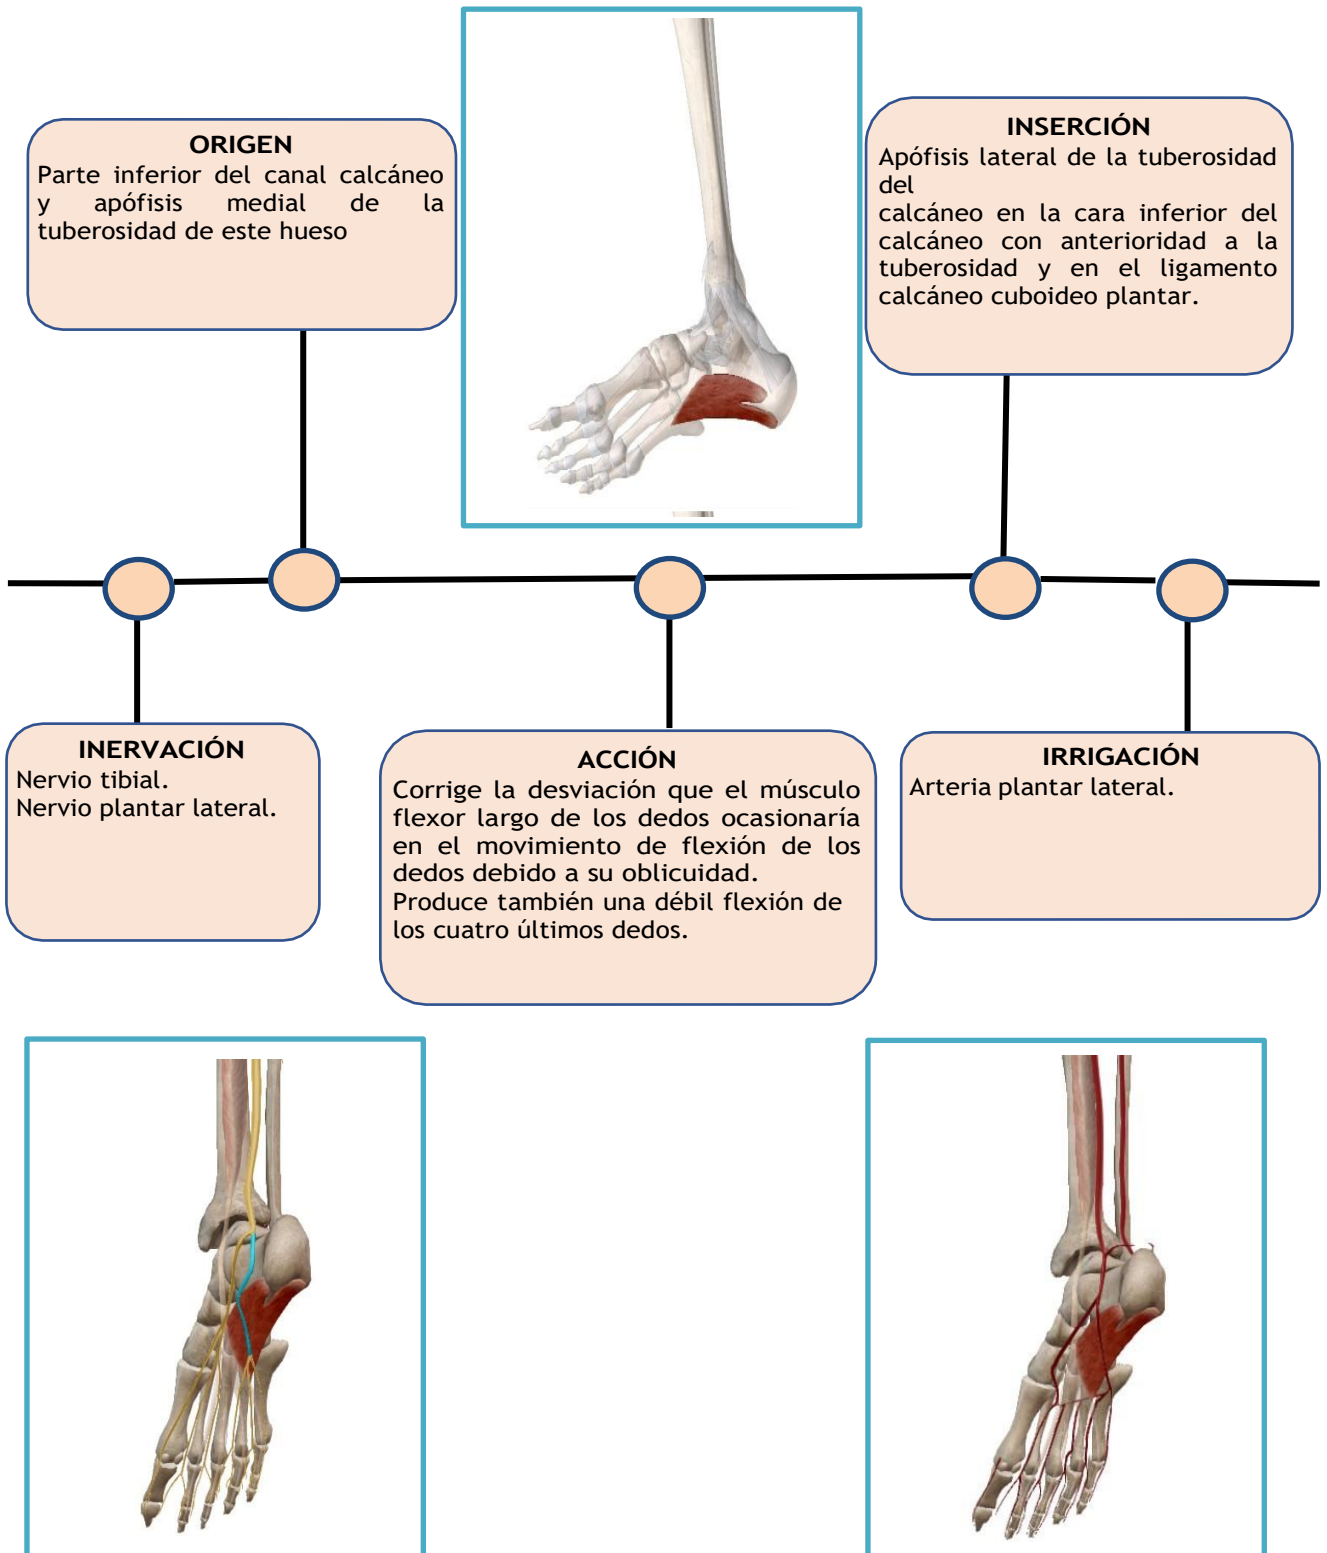 ORIGEN
Parte inferior del canal calcáneo
y apófisis medial de la
tuberosidad de este hueso
INSERCIÓN
Apófisis lateral de la tuberosidad
del
calcáneo en la cara inferior del
calcáneo con anterioridad a la
tuberosidad y en el ligamento
calcáneo cuboideo plantar.
INERVACIÓN
Nervio tibial.
Nervio plantar lateral.
ACCIÓN
Corrige la desviación que el músculo
flexor largo de los dedos ocasionaría
en el movimiento de flexión de los
dedos debido a su oblicuidad.
Produce también una débil flexión de
los cuatro últimos dedos.
IRRIGACIÓN
Arteria plantar lateral.